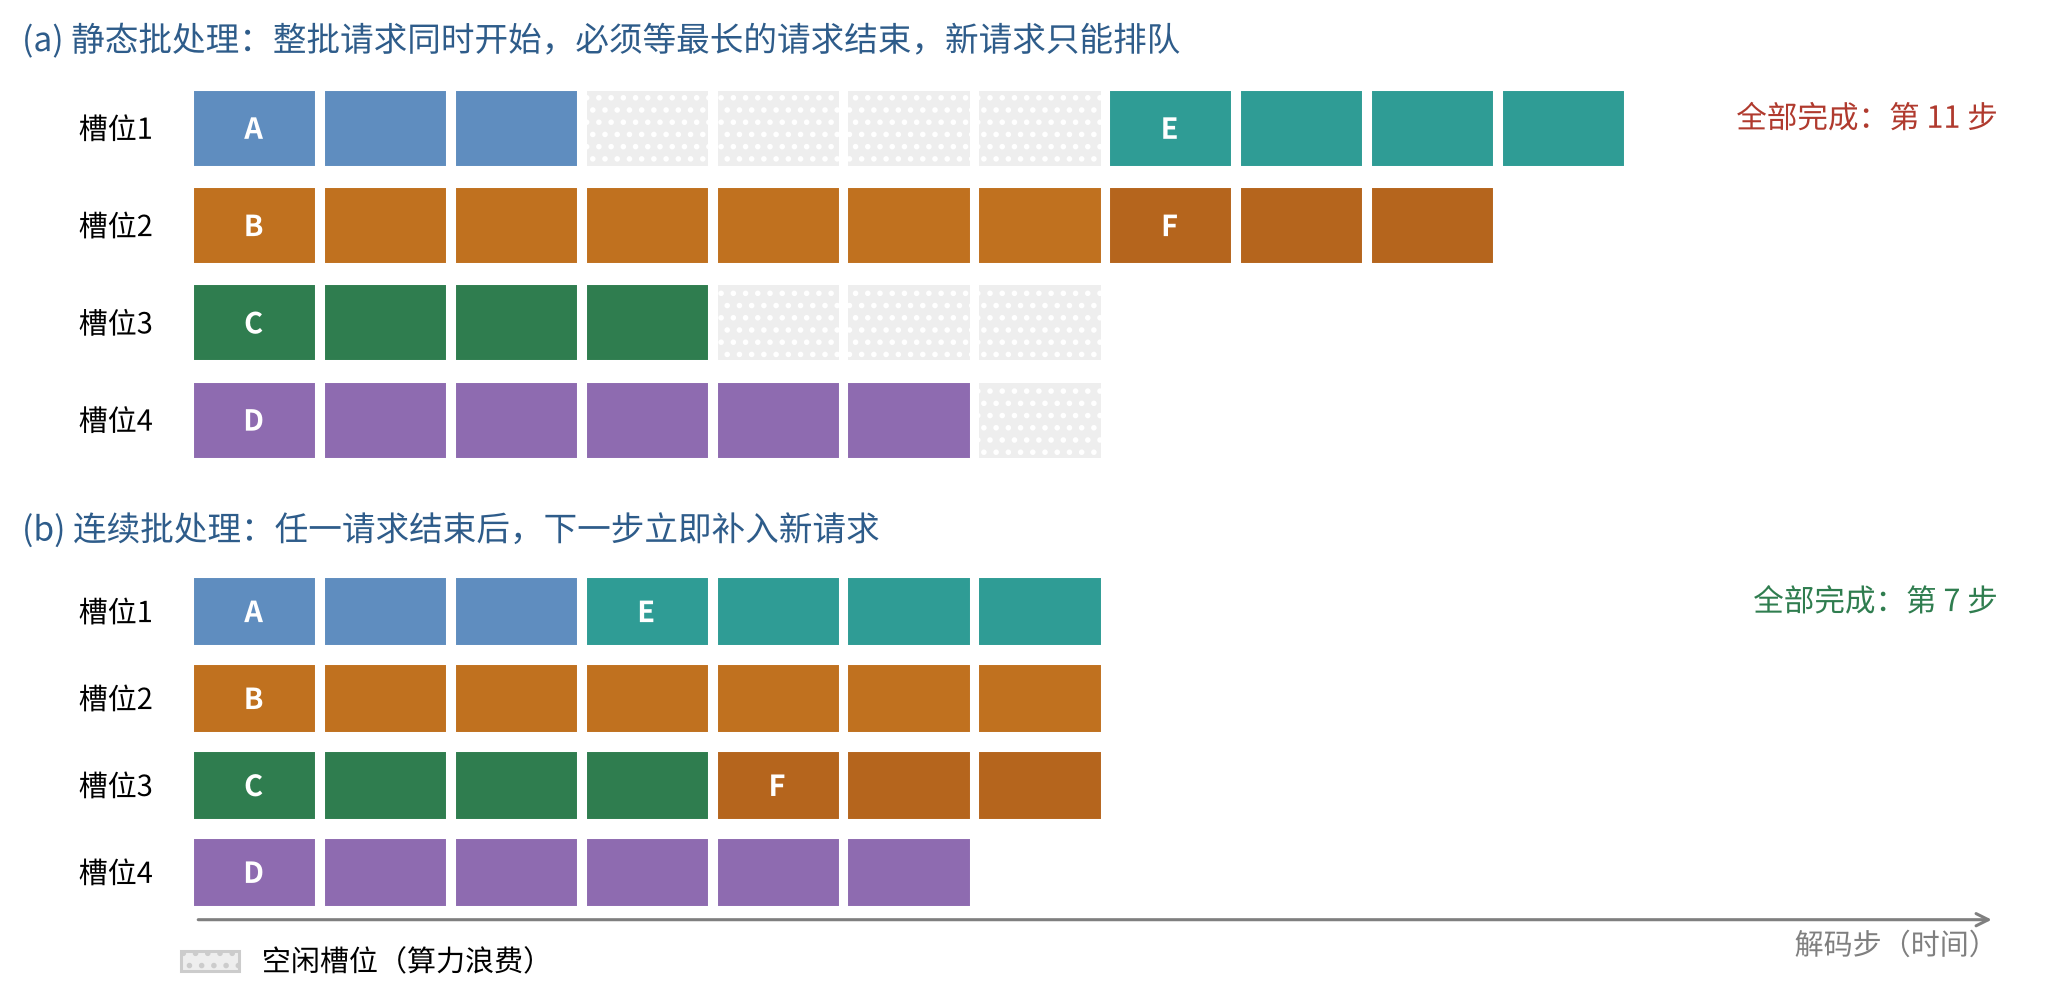 (a) 静态批处理：整批请求同时开始，必须等最长的请求结束，新请求只能排队
槽位1 A E 全部完成：第 11 步
槽位2 B F
槽位3 C
槽位4 D
(b) 连续批处理：任一请求结束后，下一步立即补入新请求
槽位1 A E 全部完成：第 7 步
槽位2 B
槽位3 C F
槽位4 D
解码步（时间）
空闲槽位（算力浪费）